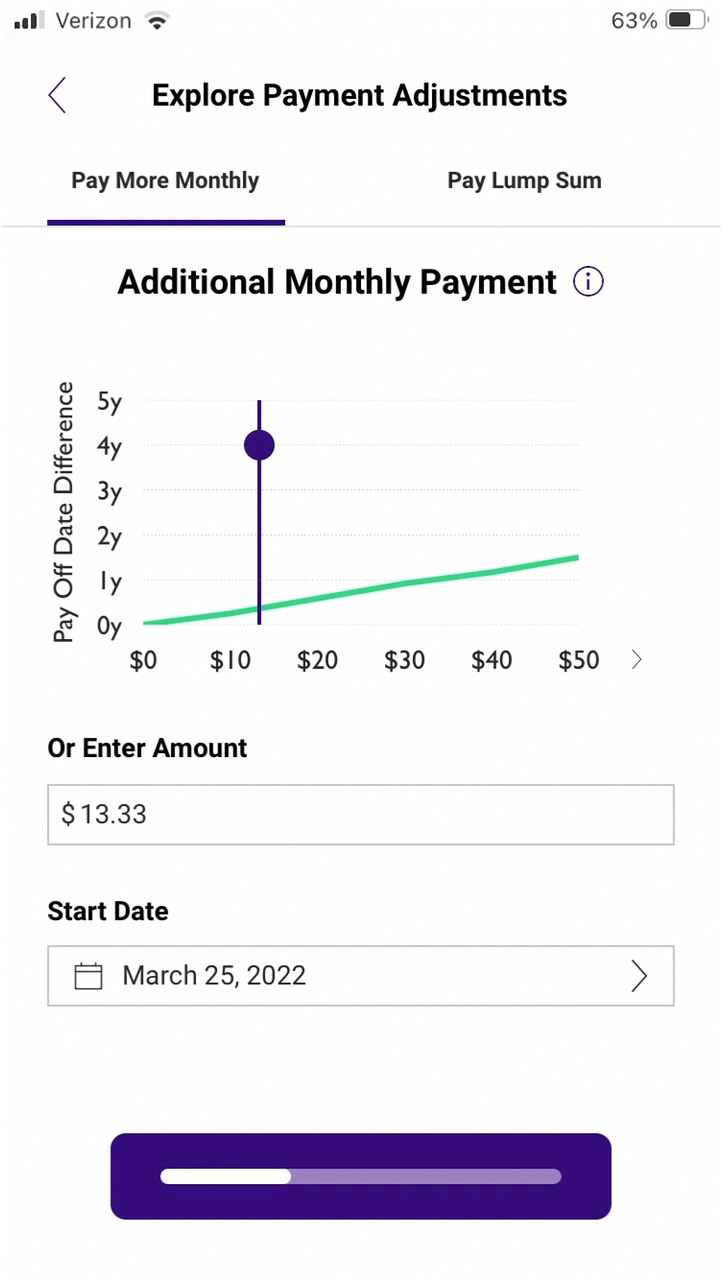 Verizon 63%
Explore Payment Adjustments
Pay More Monthly Pay Lump Sum
Additional Monthly Payment
Pay Off Date Difference
5y
4y
3y
2y
1y
0y
$0 $10 $20 $30 $40 $50
Or Enter Amount
$13.33
Start Date
March 25, 2022